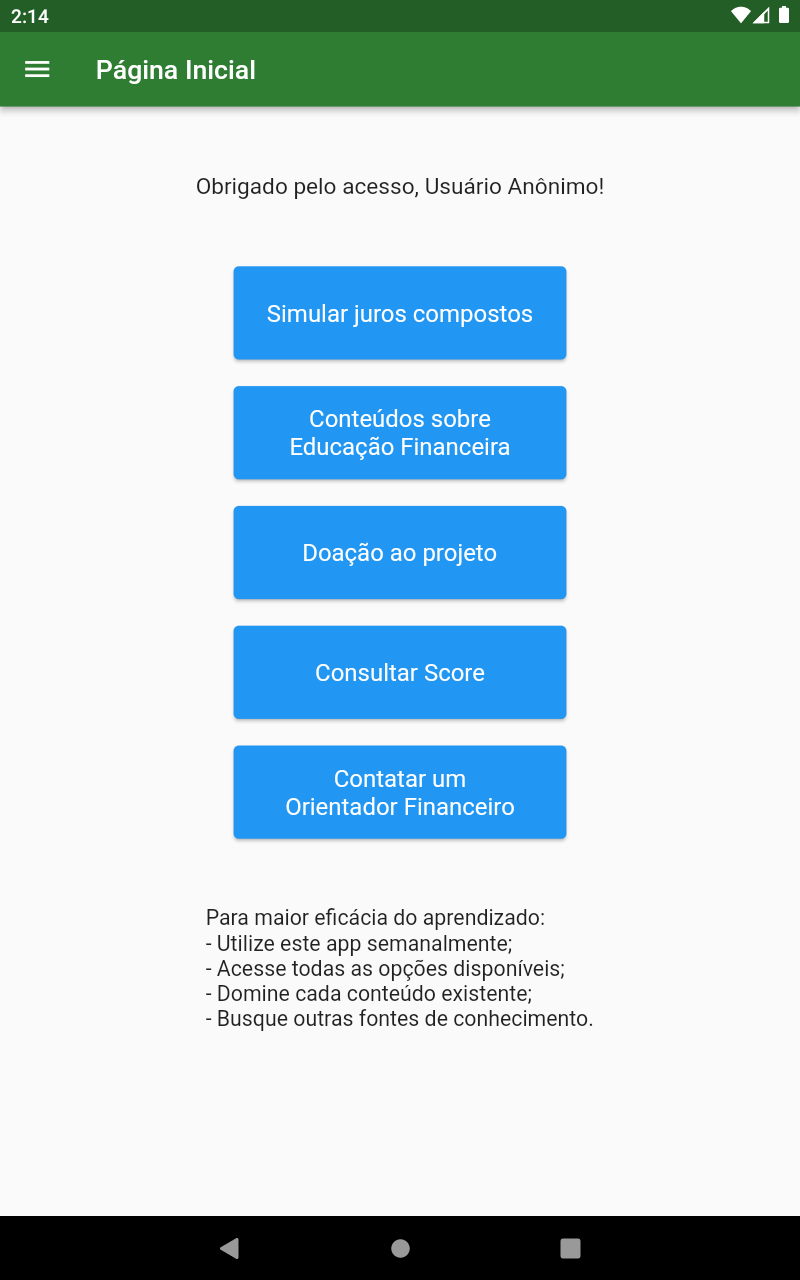 2:14
Página Inicial
Obrigado pelo acesso, Usuário Anônimo!
Simular juros compostos
Conteúdos sobre
Educação Financeira
Doação ao projeto
Consultar Score
Contatar um
Orientador Financeiro
Para maior eficácia do aprendizado:
- Utilize este app semanalmente;
- Acesse todas as opções disponíveis;
- Domine cada conteúdo existente;
- Busque outras fontes de conhecimento.